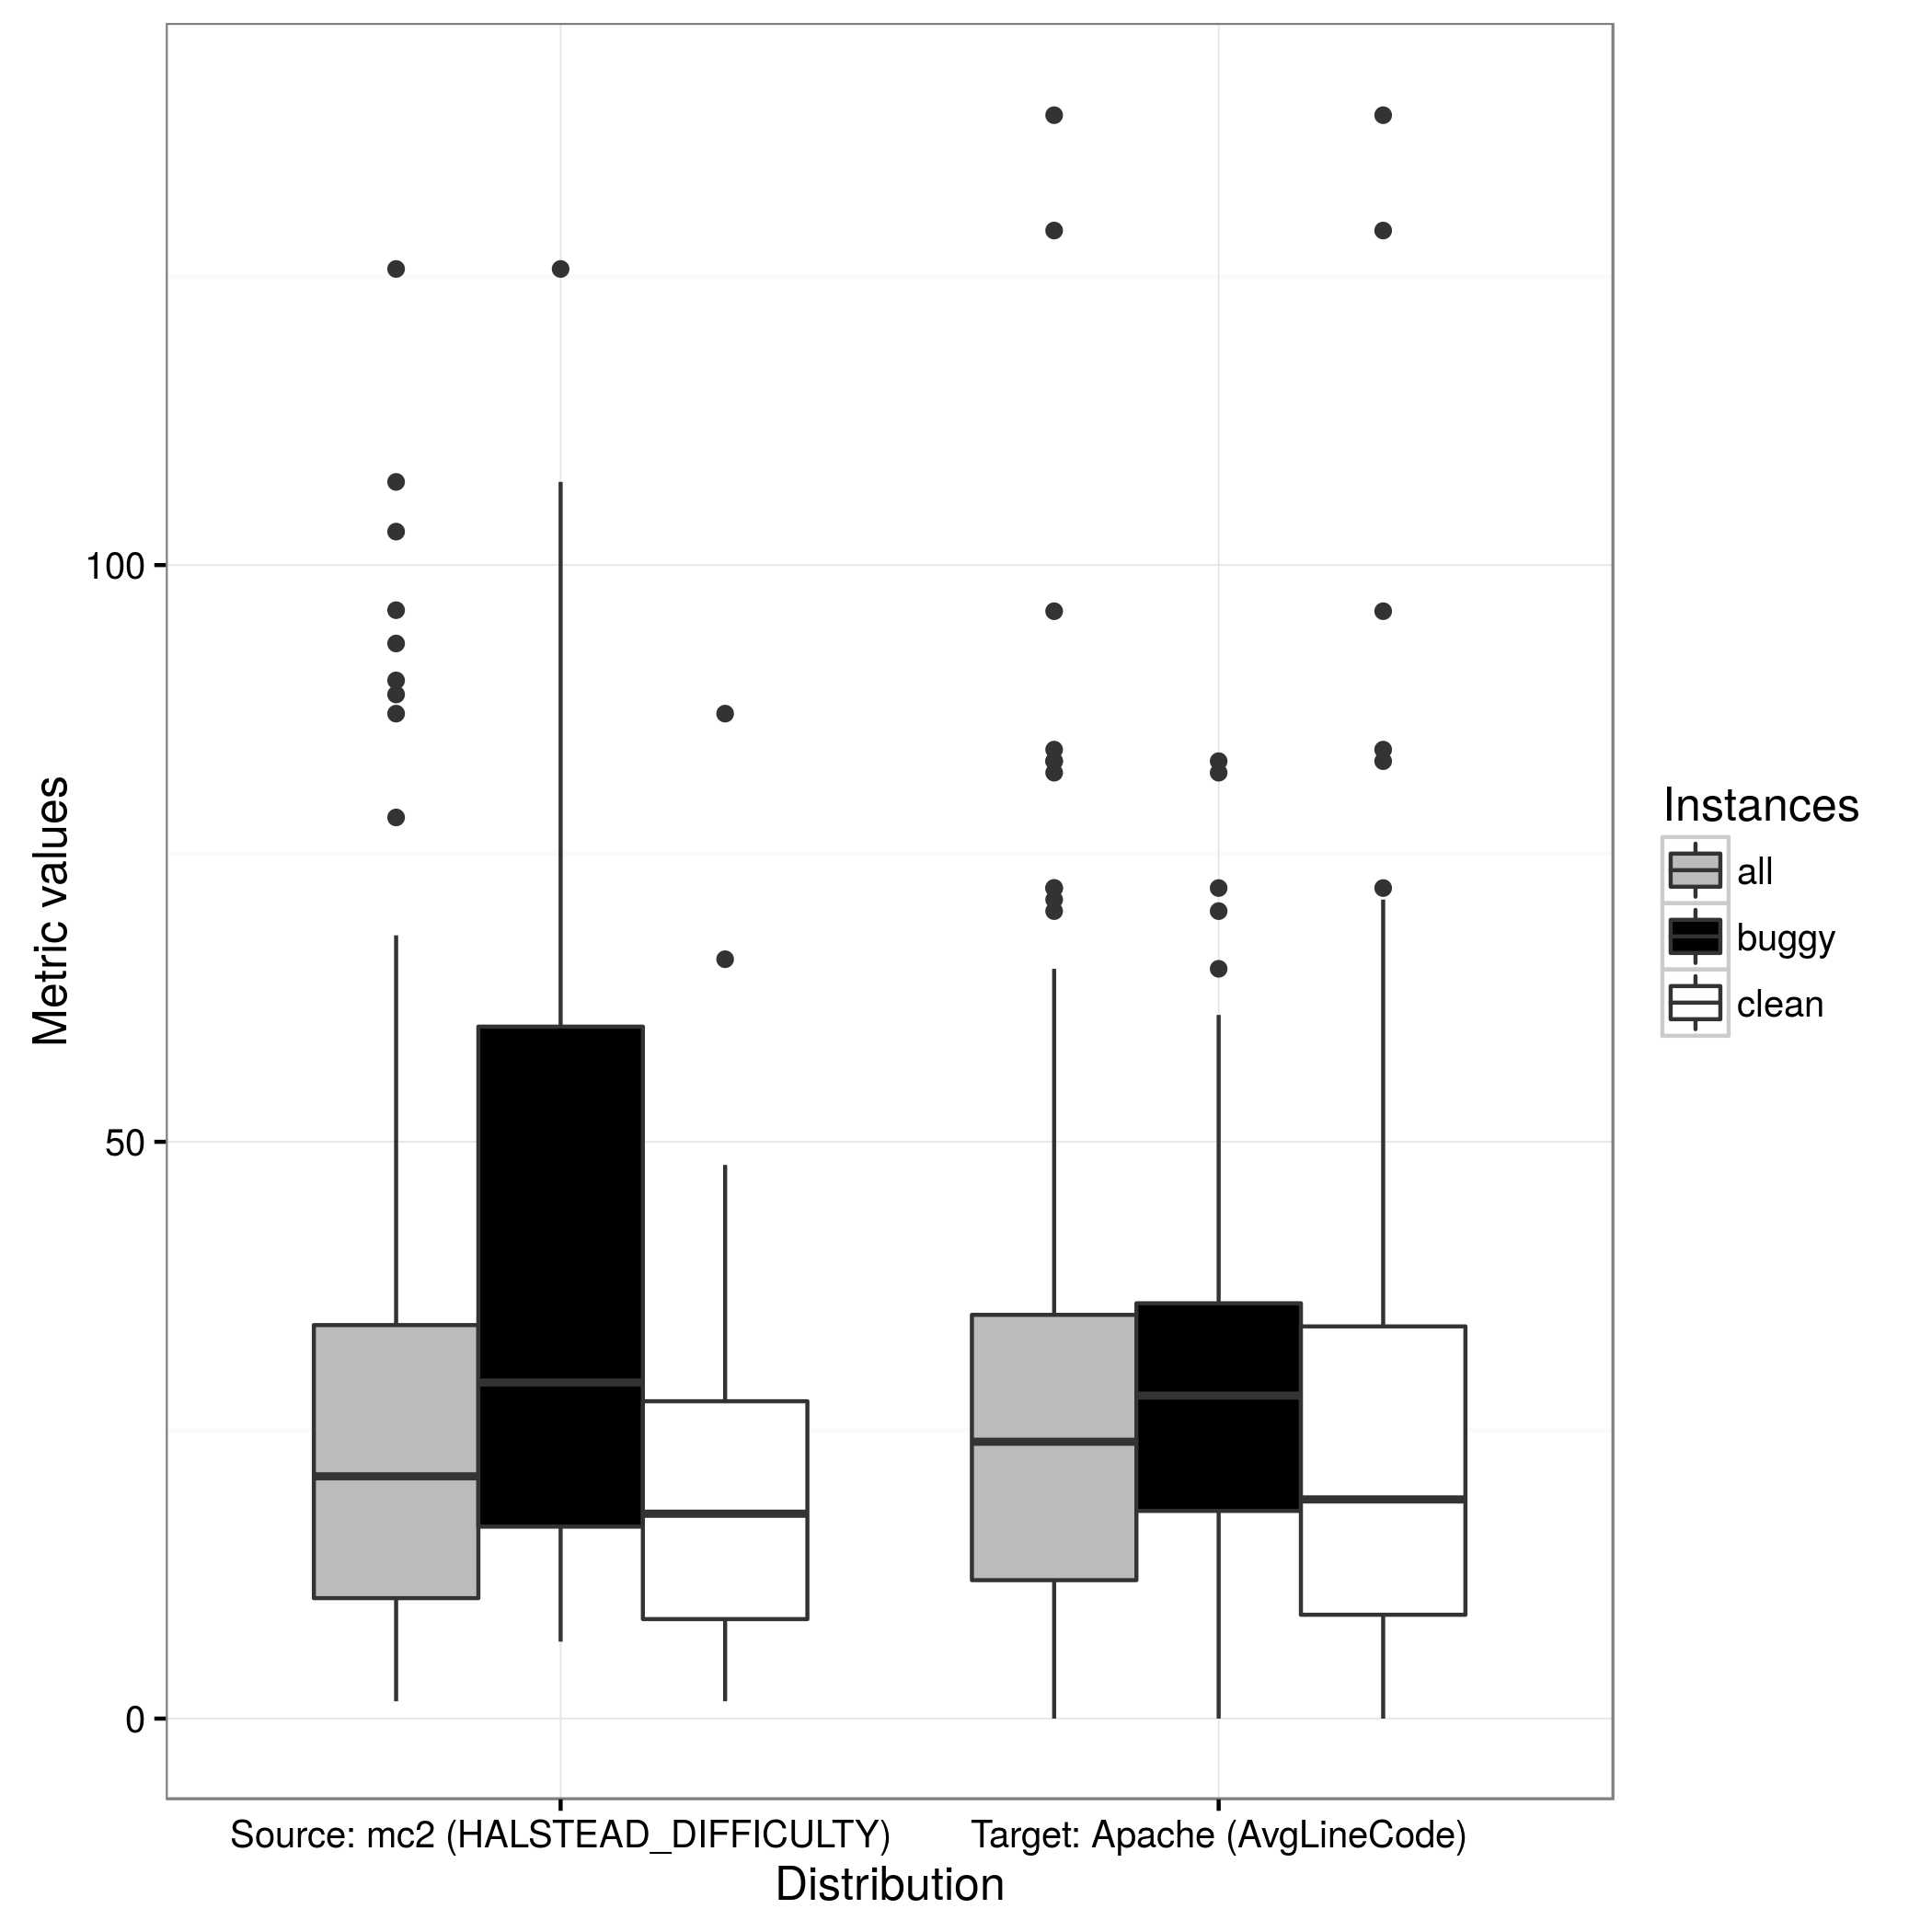 Metric values
100
50
0
Source: mc2 (HALSTEAD_DIFFICULTY)
Target: Apache (AvgLineCode)
Distribution
Instances
all
buggy
clean